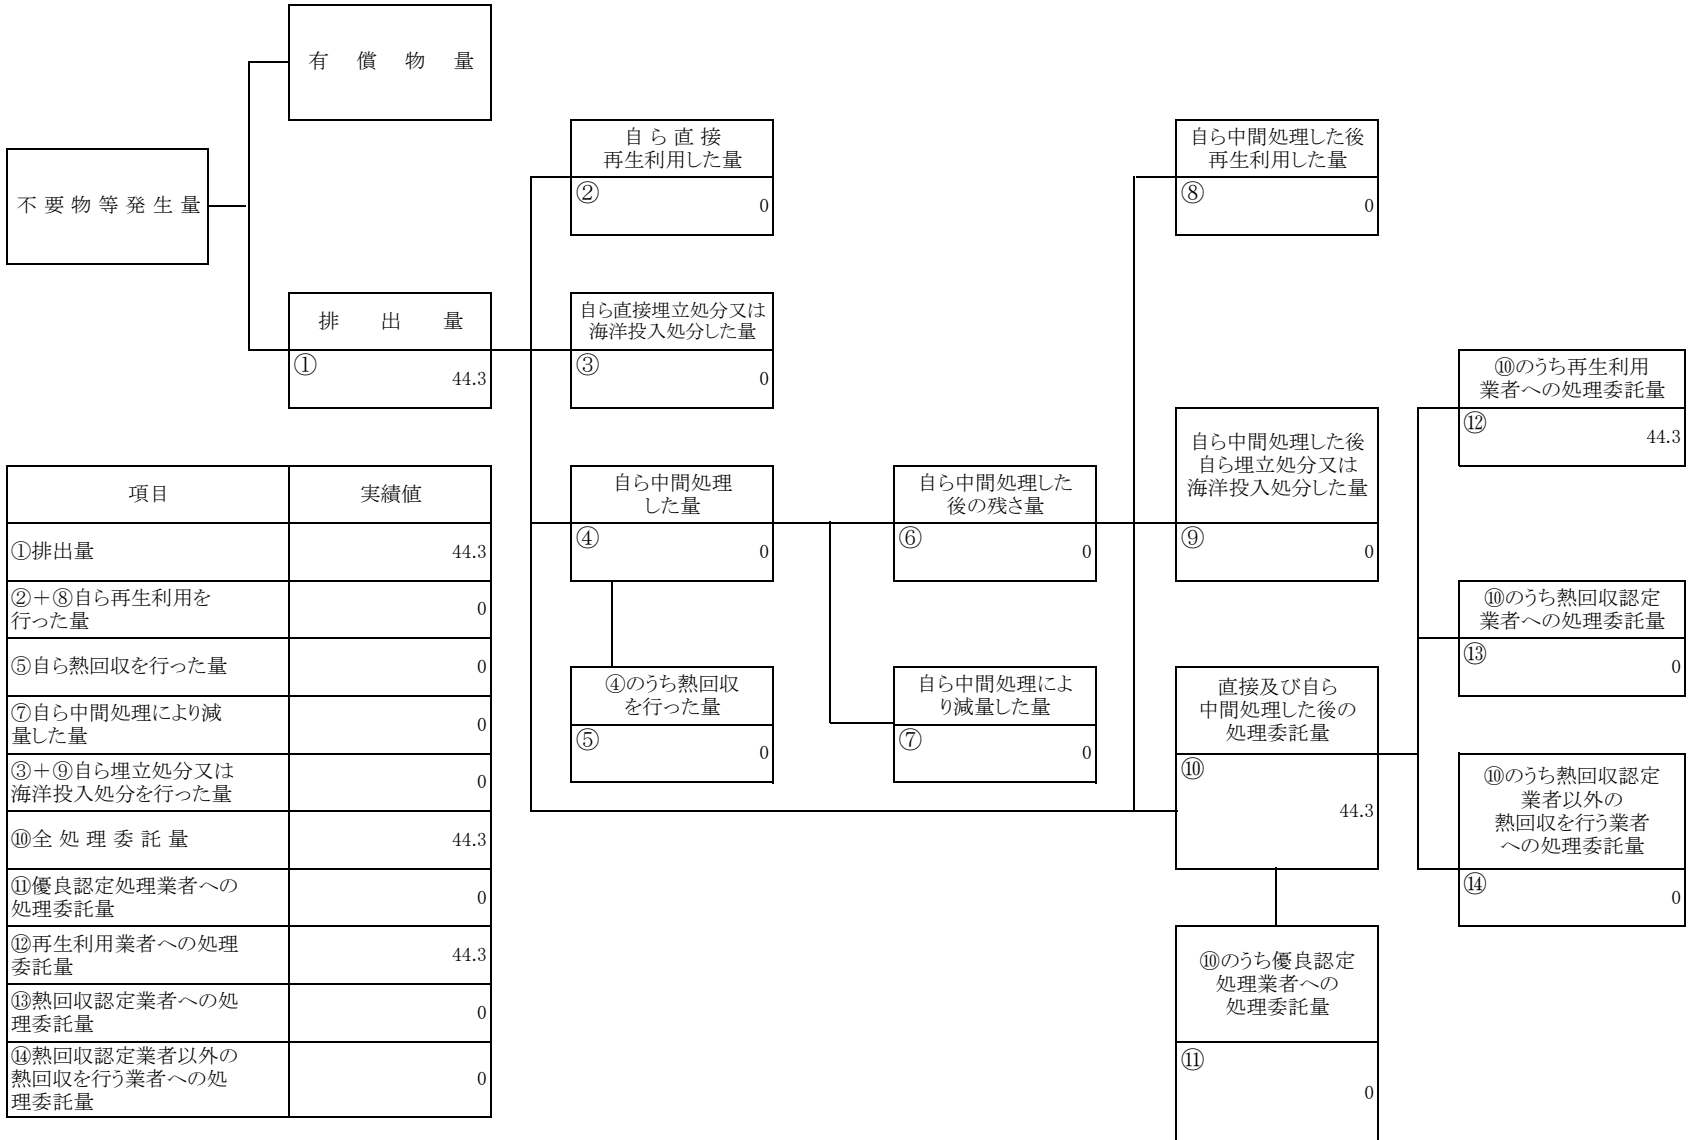 有償物量
不要物等発生量
排出量
①
44.3
自ら直接
再生利用した量
②
0
自ら直接埋立処分又は
海洋投入処分した量
③
0
自ら中間処理
した量
④
0
④のうち熱回収
を行った量
⑤
0
自ら中間処理した
後の残さ量
⑥
0
自ら中間処理によ
り減量した量
⑦
0
自ら中間処理した後
再生利用した量
⑧
0
自ら中間処理した後
自ら埋立処分又は
海洋投入処分した量
⑨
0
直接及び自ら
中間処理した後の
処理委託量
⑩
44.3
⑩のうち優良認定
処理業者への
処理委託量
⑪
0
⑩のうち再生利用
業者への処理委託量
⑫
44.3
⑩のうち熱回収認定
業者への処理委託量
⑬
0
⑩のうち熱回収認定
業者以外の
熱回収を行う業者
への処理委託量
⑭
0
項目 実績値
①排出量 44.3
②＋⑧自ら再生利用を
行った量 0
⑤自ら熱回収を行った量 0
⑦自ら中間処理により減
量した量 0
③＋⑨自ら埋立処分又は
海洋投入処分を行った量 0
⑩全処理委託量 44.3
⑪優良認定処理業者への
処理委託量 0
⑫再生利用業者への処理
委託量 44.3
⑬熱回収認定業者への処
理委託量 0
⑭熱回収認定業者以外の
熱回収を行う業者への処
理委託量 0